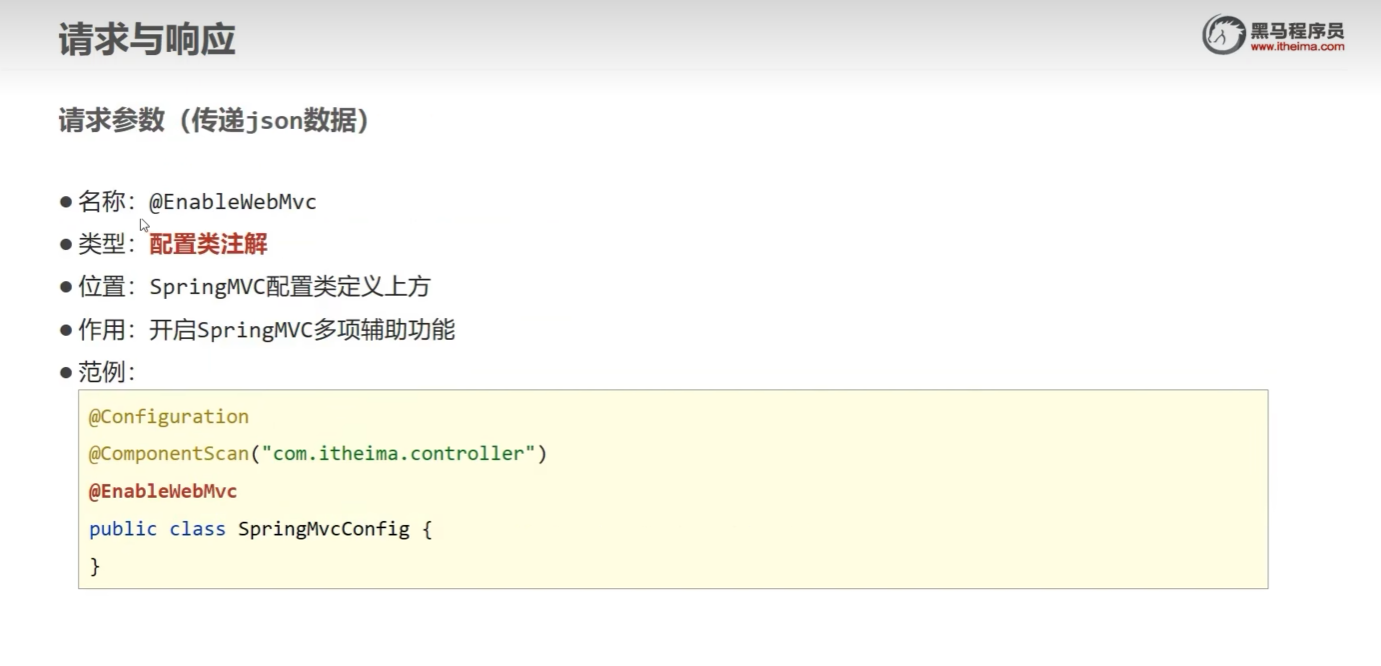 请求与响应
黑马程序员
www.itheima.com
请求参数（传递json数据）
● 名称：@EnableWebMvc
● 类型：配置类注解
● 位置：SpringMVC配置类定义上方
● 作用：开启SpringMVC多项辅助功能
● 范例：
@Configuration
@ComponentScan("com.itheima.controller")
@EnableWebMvc
public class SpringMvcConfig {
}